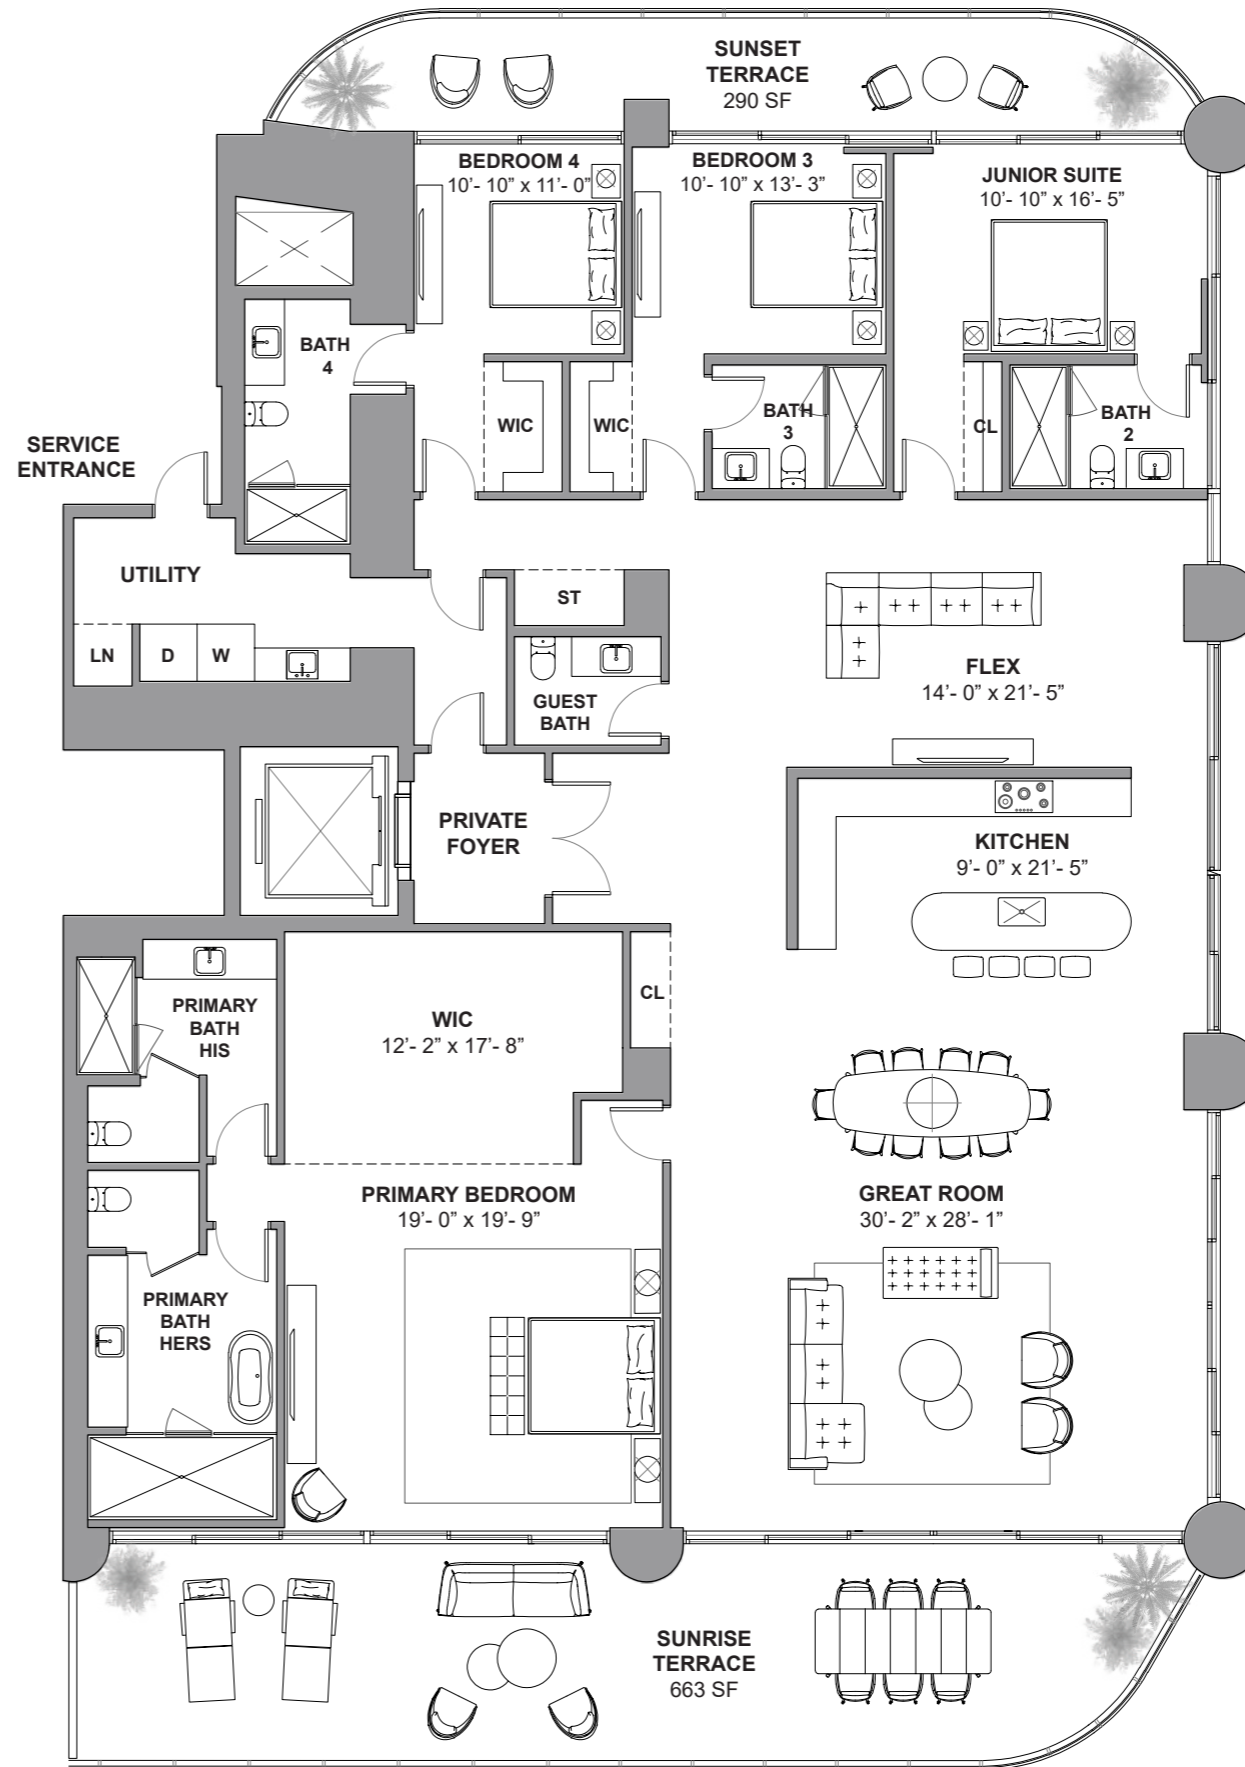 SUNSET
TERRACE
290 SF
BEDROOM 4
10'- 10" x 11'- 0"
BEDROOM 3
10'- 10" x 13'- 3"
JUNIOR SUITE
10'- 10" x 16'- 5"
BATH
4
WIC
WIC
BATH
3
CL
BATH
2
SERVICE
ENTRANCE
UTILITY
ST
LN
D
W
GUEST
BATH
FLEX
14'- 0" x 21'- 5"
PRIVATE
FOYER
KITCHEN
9'- 0" x 21'- 5"
PRIMARY
BATH
HIS
WIC
12'- 2" x 17'- 8"
CL
PRIMARY BEDROOM
19'- 0" x 19'- 9"
GREAT ROOM
30'- 2" x 28'- 1"
PRIMARY
BATH
HERS
SUNRISE
TERRACE
663 SF